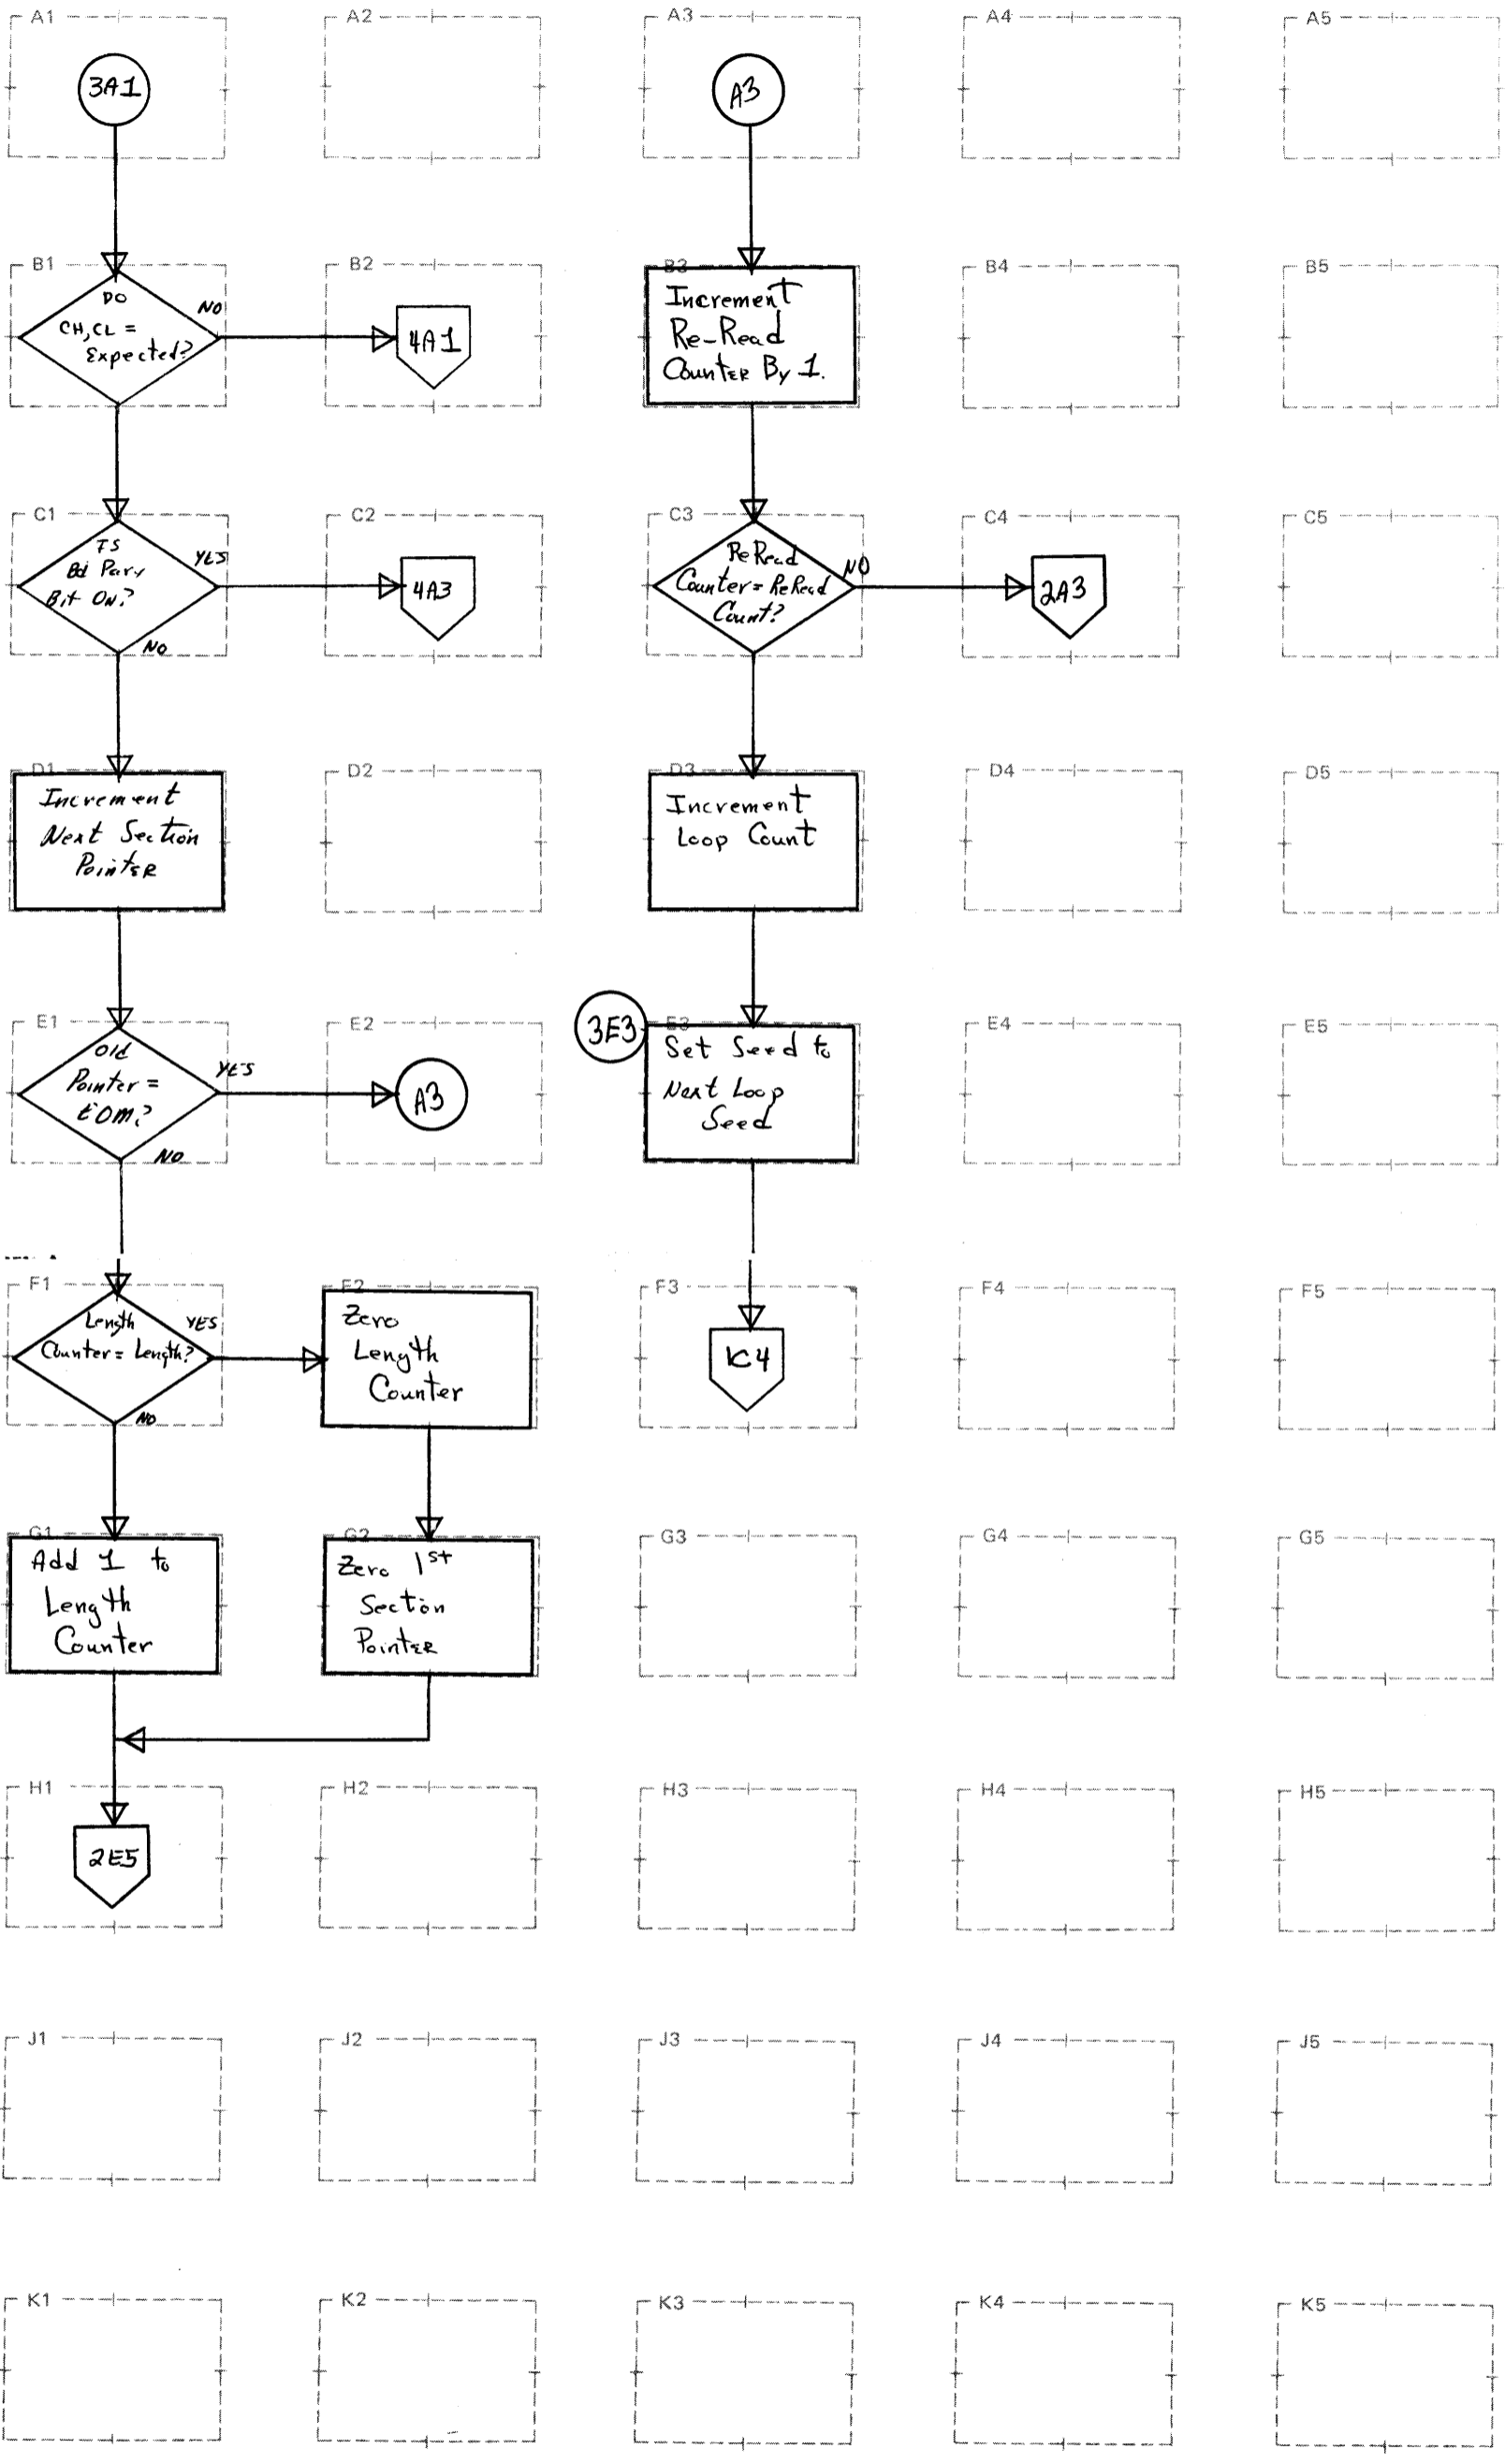 A1
A2
A3
A4
A5
3A1
A3
B1
B2
B3
B4
B5
DO
CH, CL =
Expected?
NO
4A1
Increment
Re-Read
Counter By 1.
C1
C2
C3
C4
C5
IS
Bd Pary
Bit On?
YES
NO
4A3
ReRead
Counter = ReRead
Count?
NO
2A3
D1
D2
D3
D4
D5
Increment
Next Section
Pointer
Increment
Loop Count
E1
E2
3E3
E3
E4
E5
Old
Pointer =
EOM?
YES
NO
A3
Set Seed to
Next Loop
Seed
F1
F2
F3
F4
F5
Length
Counter = Length?
YES
NO
Zero
Length
Counter
1C4
G1
G2
G3
G4
G5
Add 1 to
Length
Counter
Zero 1st
Section
Pointer
H1
H2
H3
H4
H5
2E5
J1
J2
J3
J4
J5
K1
K2
K3
K4
K5